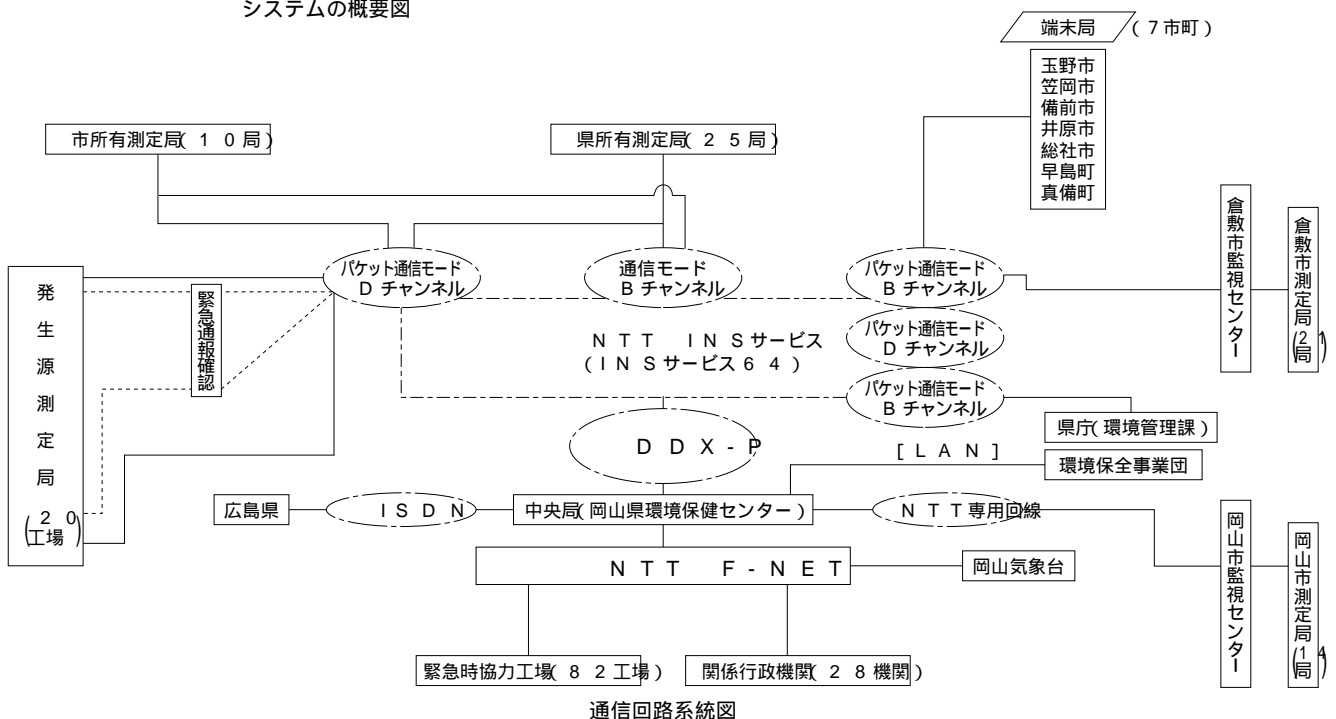 システムの概要図
端末局 (7市町)
玉野市
笠岡市
備前市
井原市
総社市
早島町
真備町
市所有測定局(10局)
県所有測定局(25局)
倉敷市監視センター
倉敷市測定局(21局)
発生源測定局(20工場)
緊急通報確認
パケット通信モード
Dチャンネル
通信モード
Bチャンネル
パケット通信モード
Bチャンネル
パケット通信モード
Dチャンネル
パケット通信モード
Bチャンネル
NTT INSサービス
(INSサービス64)
県庁(環境管理課)
DDX-P
[LAN]
環境保全事業団
広島県
ISDN
中央局(岡山県環境保健センター)
NTT専用回線
岡山市監視センター
岡山市測定局(14局)
NTT F-NET
岡山気象台
緊急時協力工場(82工場)
関係行政機関(28機関)
通信回路系統図